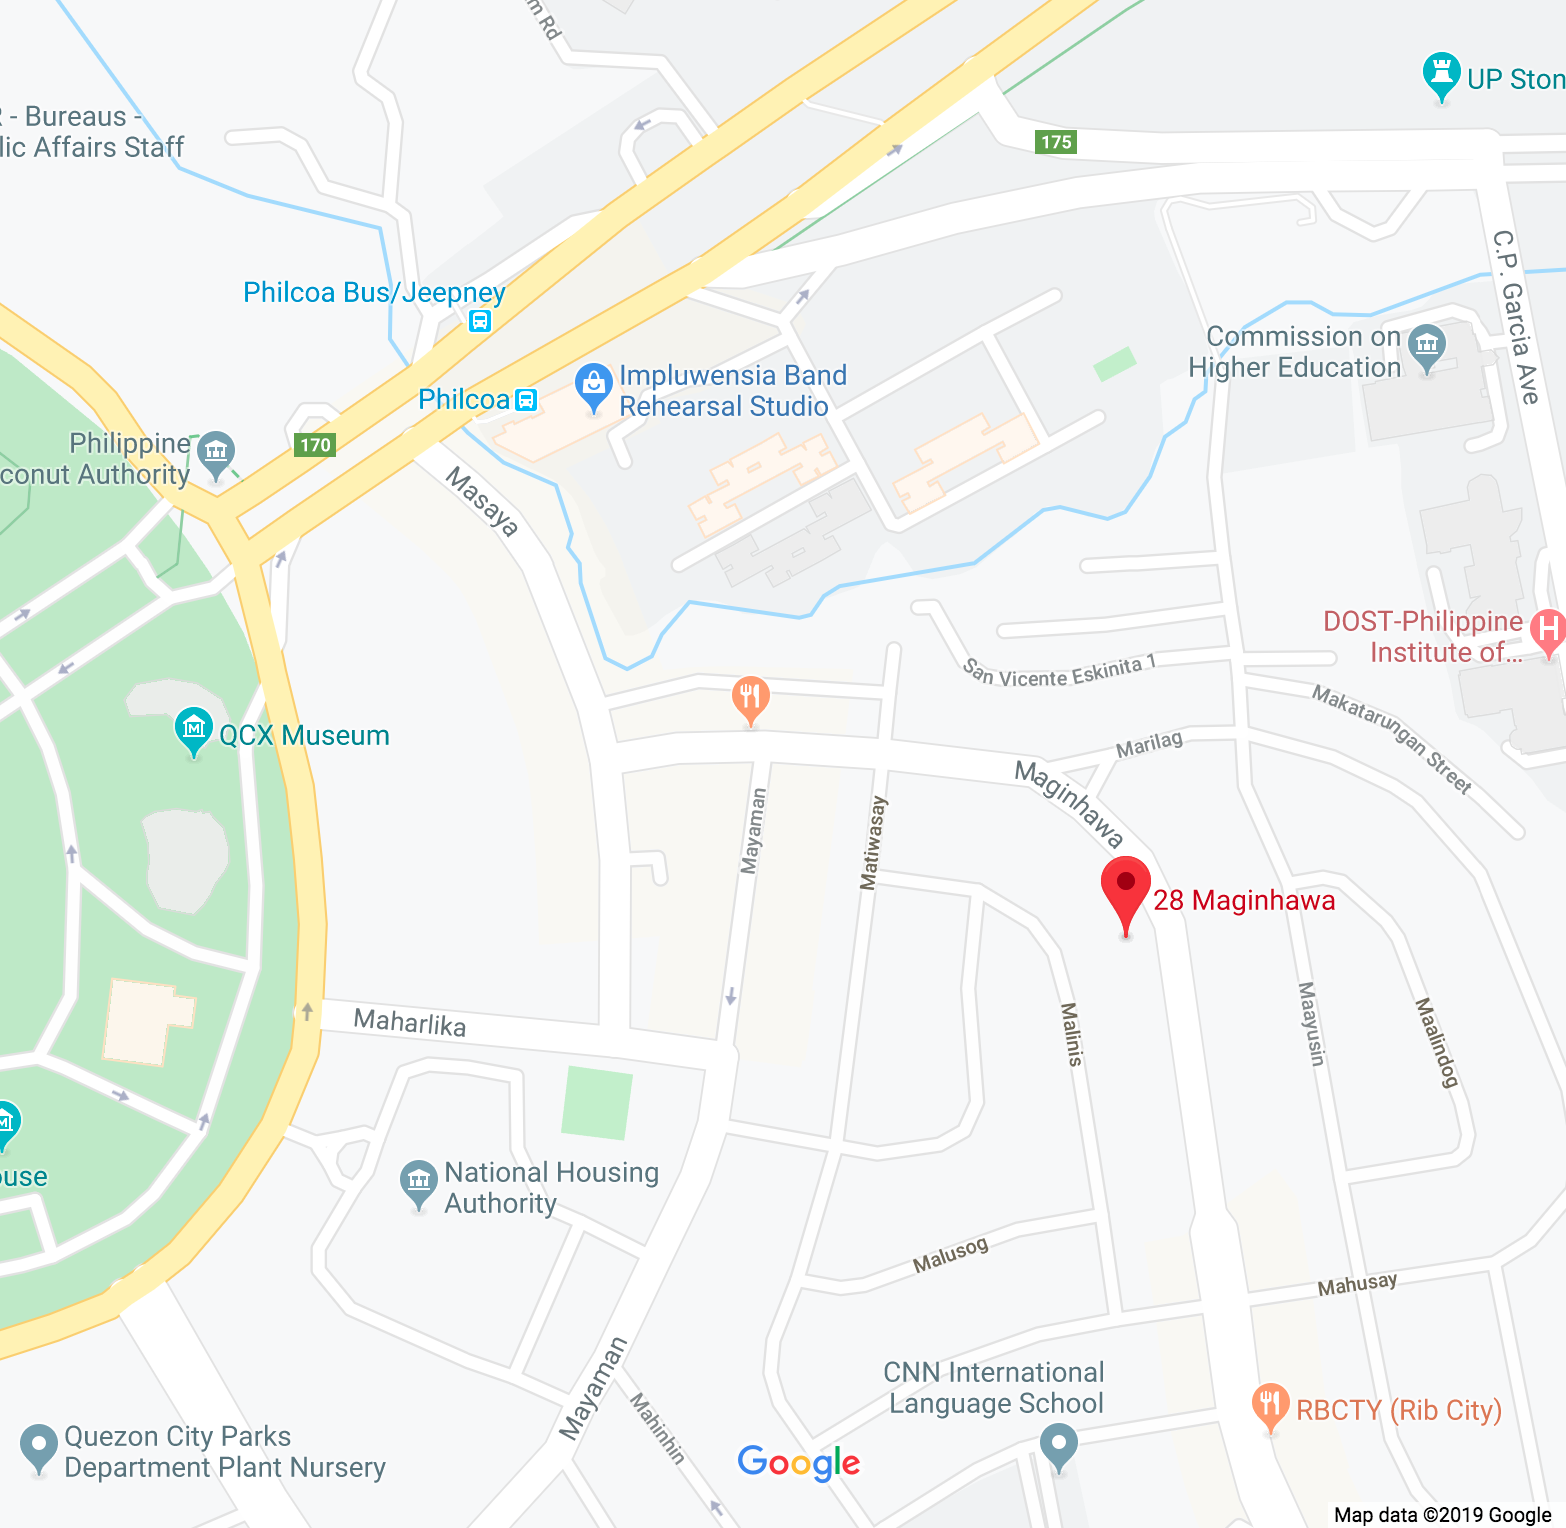 m Rd
UP Ston
R - Bureaus -
lic Affairs Staff
175
C.P. Garcia Ave
Philcoa Bus/Jeepney
Commission on
Higher Education
Impluwensia Band
Rehearsal Studio
Philcoa
170
Philippine
conut Authority
Masaya
DOST-Philippine
Institute of...
San Vicente Eskinita 1
Makatarungan Street
QCX Museum
Marilag
Maginhawa
Mayaman
Matiwasay
28 Maginhawa
Maharlika
Malinis
Maayusin
Maalindog
National Housing
Authority
ouse
Malusog
Mahusay
Mayaman
Mahinhin
CNN International
Language School
RBCTY (Rib City)
Quezon City Parks
Department Plant Nursery
Google
Map data ©2019 Google